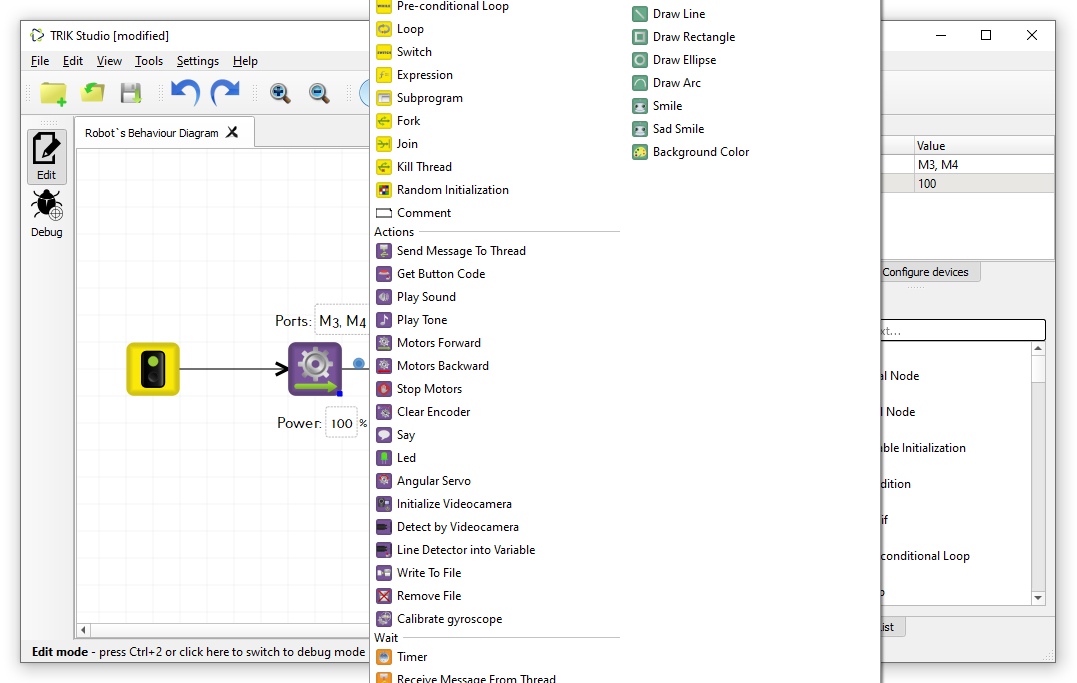 TRIK Studio [modified]
File Edit View Tools Settings Help
Robot`s Behaviour Diagram
Edit
Debug
Ports: M3, M4
Power: 100 %
Edit mode - press Ctrl+2 or click here to switch to debug mode
Pre-conditional Loop
Loop
Switch
Expression
Subprogram
Fork
Join
Kill Thread
Random Initialization
Comment
Actions
Send Message To Thread
Get Button Code
Play Sound
Play Tone
Motors Forward
Motors Backward
Stop Motors
Clear Encoder
Say
Led
Angular Servo
Initialize Videocamera
Detect by Videocamera
Line Detector into Variable
Write To File
Remove File
Calibrate gyroscope
Wait
Timer
Receive Message From Thread
Draw Line
Draw Rectangle
Draw Ellipse
Draw Arc
Smile
Sad Smile
Background Color
Value
M3, M4
100
Configure devices
Node
Node
Initialization
if
Loop